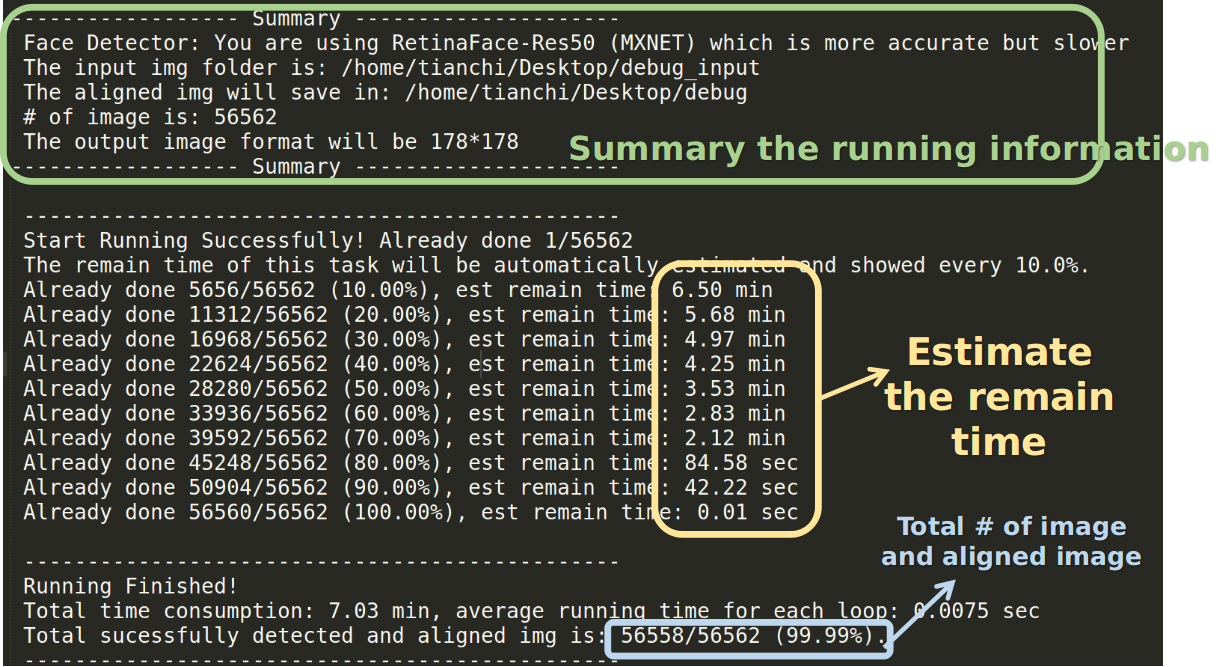 ----------------- Summary ---------------------
Face Detector: You are using RetinaFace-Res50 (MXNET) which is more accurate but slower
The input img folder is: /home/tianchi/Desktop/debug_input
The aligned img will save in: /home/tianchi/Desktop/debug
# of image is: 56562
The output image format will be 178*178
Summary the running information
----------------- Summary ---------------------
-----------------------------------------------
Start Running Successfully! Already done 1/56562
The remain time of this task will be automatically estimated and showed every 10.0%.
Already done 5656/56562 (10.00%), est remain time: 6.50 min
Already done 11312/56562 (20.00%), est remain time: 5.68 min
Already done 16968/56562 (30.00%), est remain time: 4.97 min
Already done 22624/56562 (40.00%), est remain time: 4.25 min
Already done 28280/56562 (50.00%), est remain time: 3.53 min
Already done 33936/56562 (60.00%), est remain time: 2.83 min
Already done 39592/56562 (70.00%), est remain time: 2.12 min
Already done 45248/56562 (80.00%), est remain time: 84.58 sec
Already done 50904/56562 (90.00%), est remain time: 42.22 sec
Already done 56560/56562 (100.00%), est remain time: 0.01 sec
Estimate
the remain
time
Total # of image
and aligned image
-----------------------------------------------
Running Finished!
Total time consumption: 7.03 min, average running time for each loop: 0.0075 sec
Total sucessfully detected and aligned img is: 56558/56562 (99.99%).
-----------------------------------------------